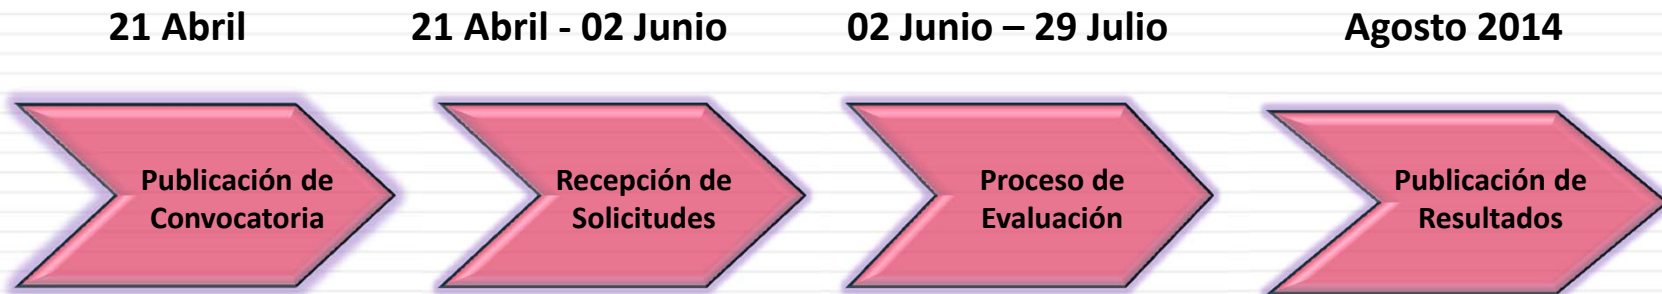 21 Abril
21 Abril - 02 Junio
02 Junio – 29 Julio
Agosto 2014
Publicación de
Convocatoria
Recepción de
Solicitudes
Proceso de
Evaluación
Publicación de
Resultados